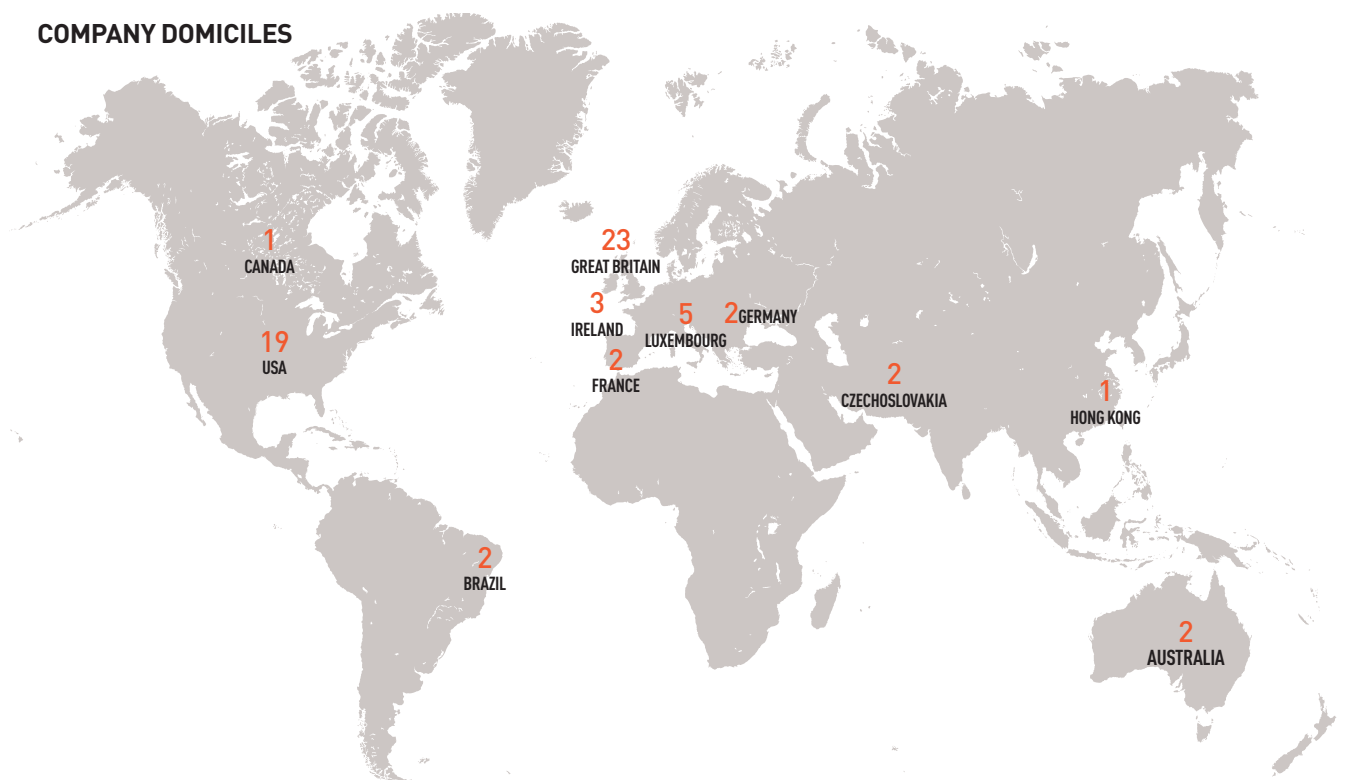 COMPANY DOMICILES
1
CANADA
19
USA
23
GREAT BRITAIN
3
IRELAND
5
LUXEMBOURG
2 GERMANY
2
FRANCE
2
CZECHOSLOVAKIA
1
HONG KONG
2
BRAZIL
2
AUSTRALIA